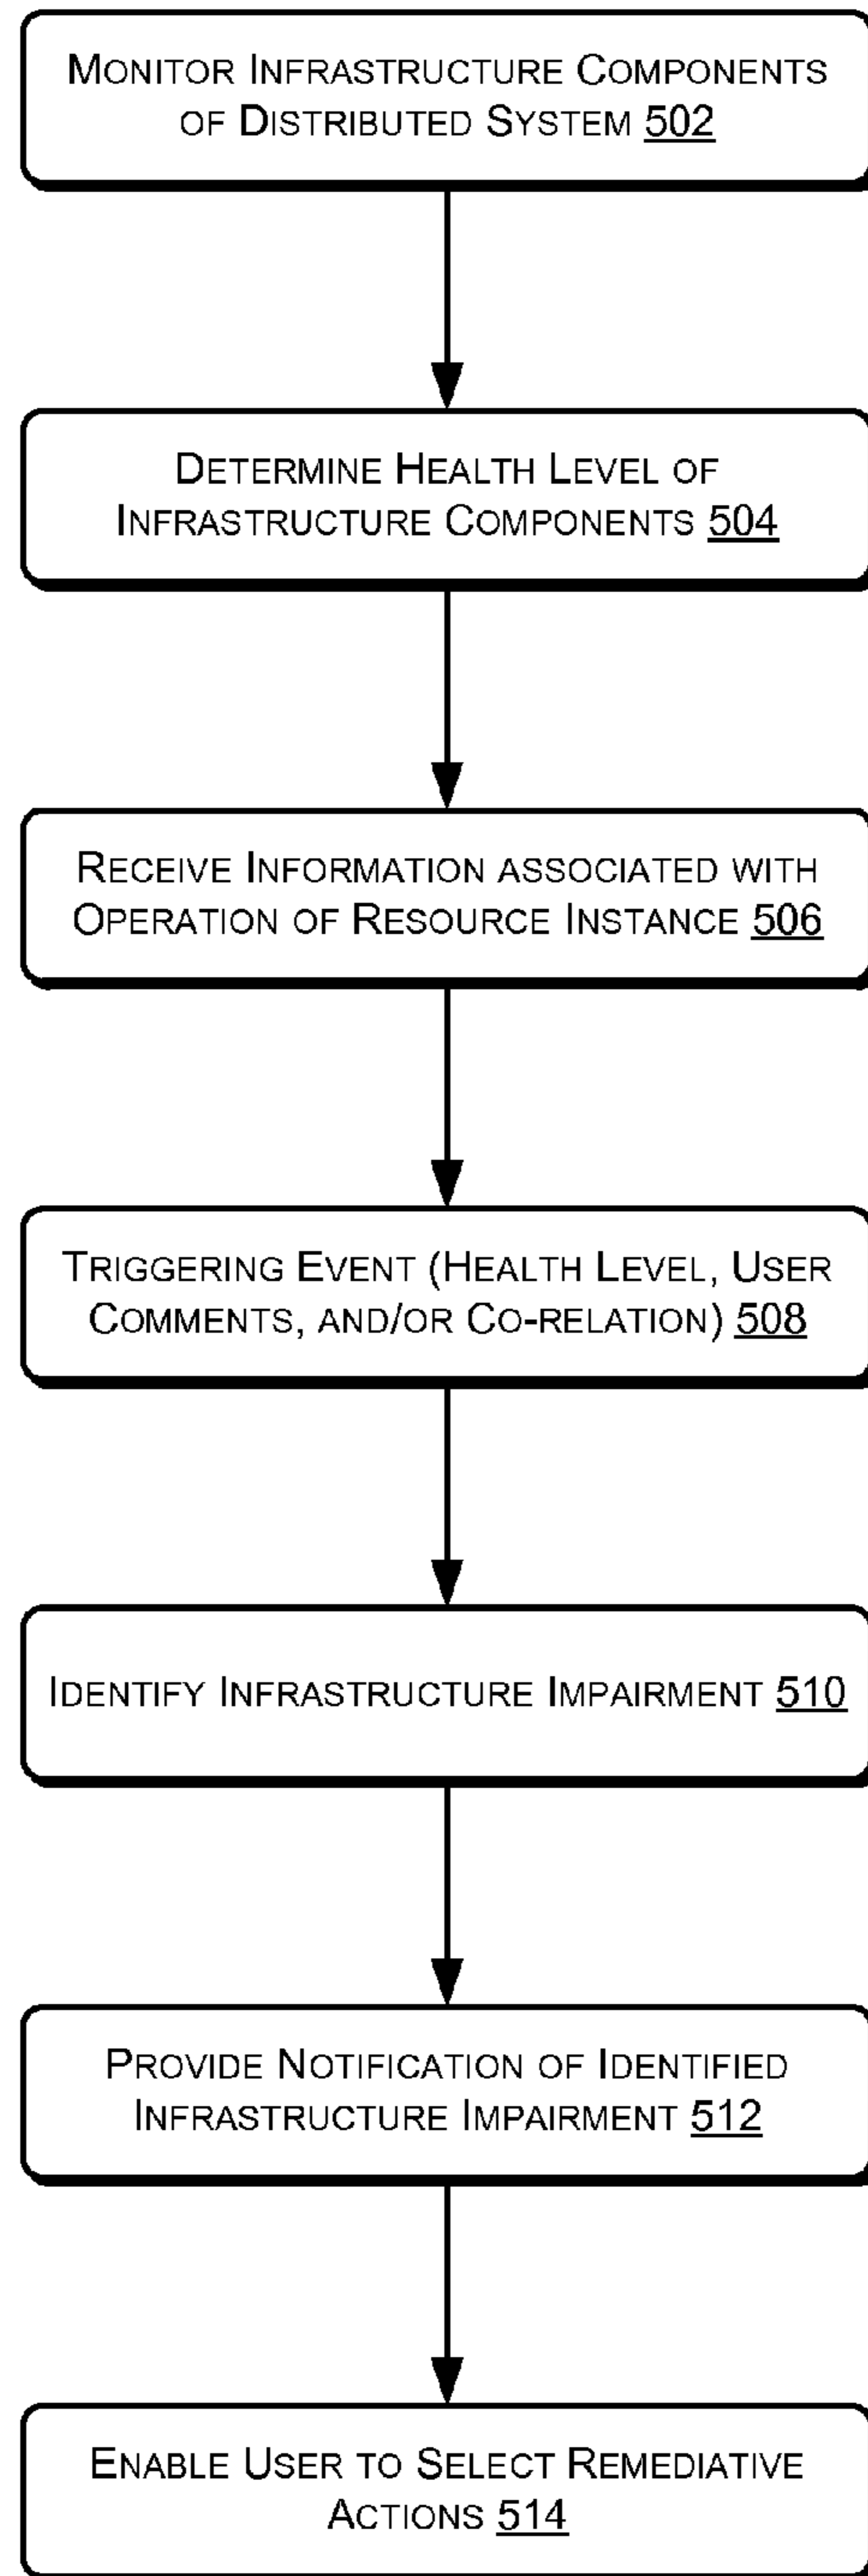 Monitor Infrastructure Components
of Distributed System 502
Determine Health Level of
Infrastructure Components 504
Receive Information associated with
Operation of Resource Instance 506
Triggering Event (Health Level, User
Comments, and/or Co-relation) 508
Identify Infrastructure Impairment 510
Provide Notification of Identified
Infrastructure Impairment 512
Enable User to Select Remediative
Actions 514